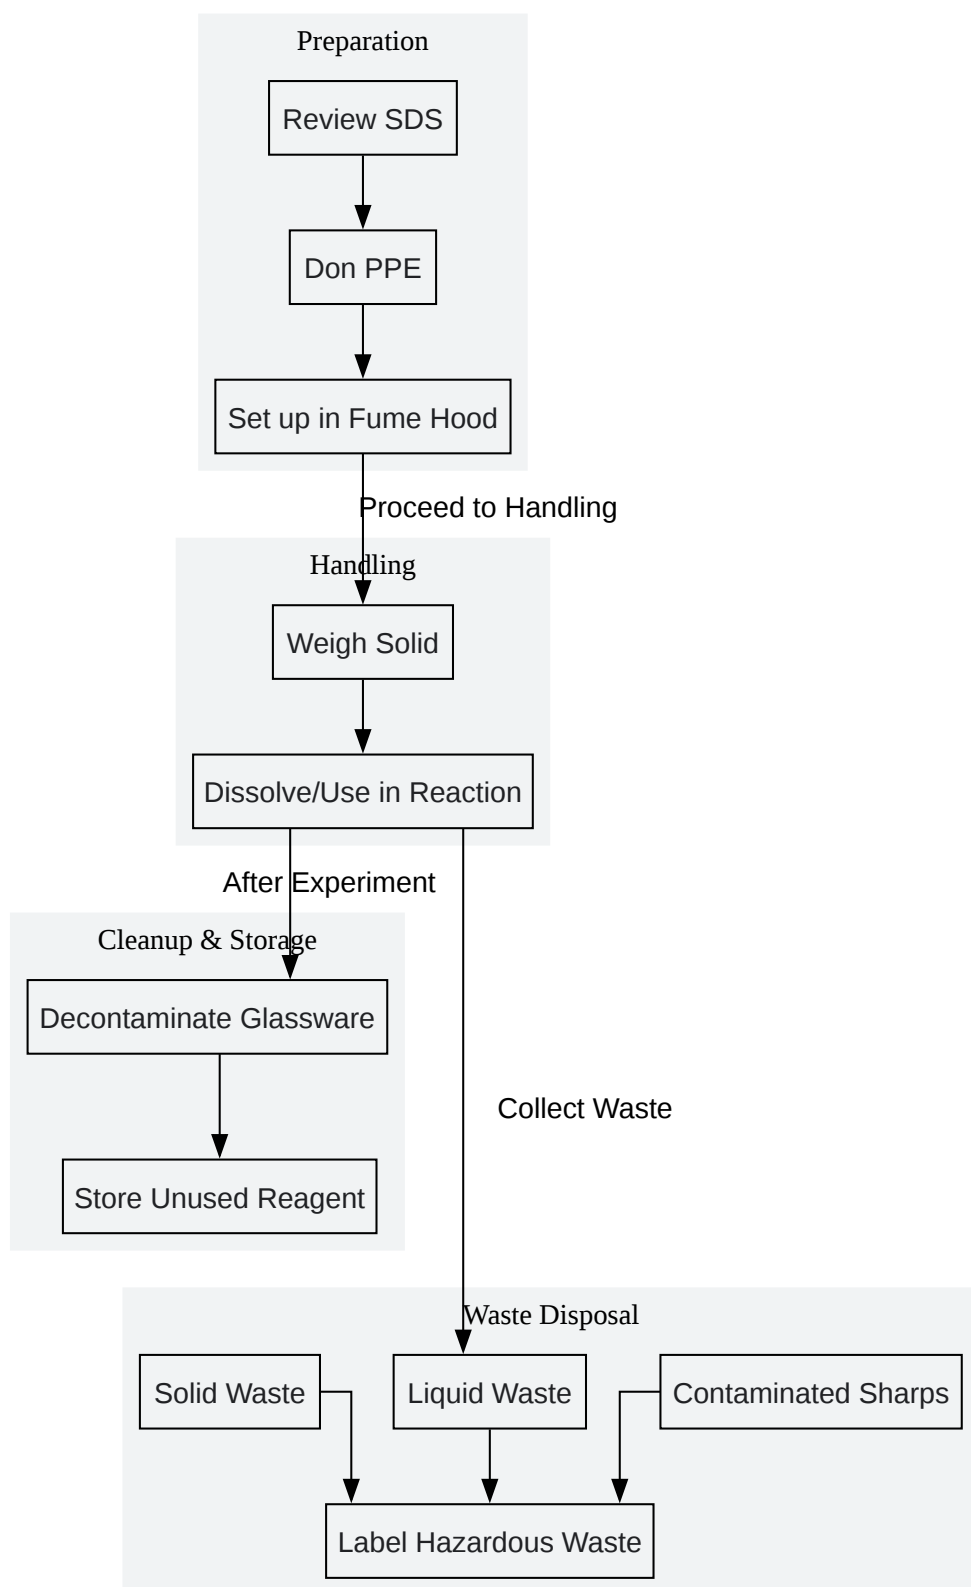 Preparation
Review SDS
Don PPE
Set up in Fume Hood
Proceed to Handling
Handling
Weigh Solid
Dissolve/Use in Reaction
After Experiment
Cleanup & Storage
Decontaminate Glassware
Collect Waste
Store Unused Reagent
Waste Disposal
Solid Waste
Liquid Waste
Contaminated Sharps
Label Hazardous Waste